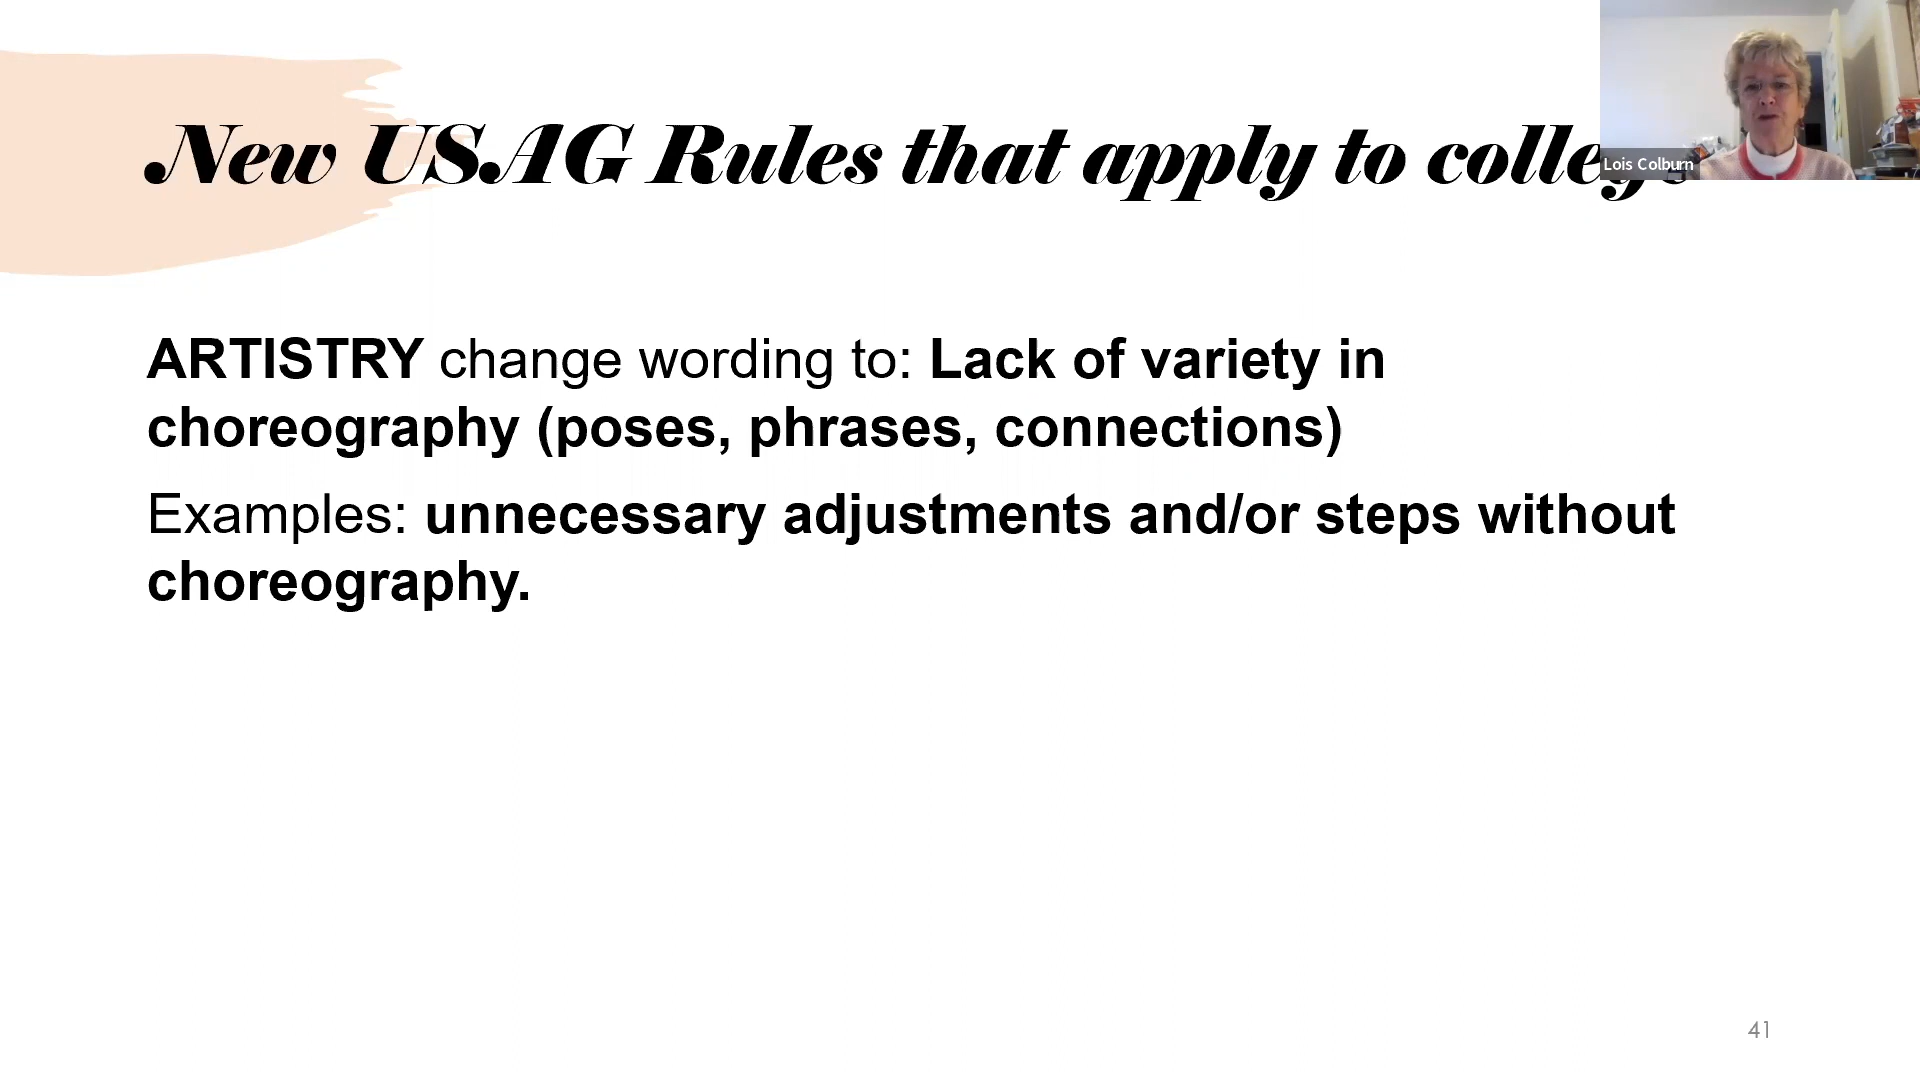 New USAG Rules that apply to college
Lois Colburn
ARTISTRY change wording to: Lack of variety in
choreography (poses, phrases, connections)
Examples: unnecessary adjustments and/or steps without
choreography.
41